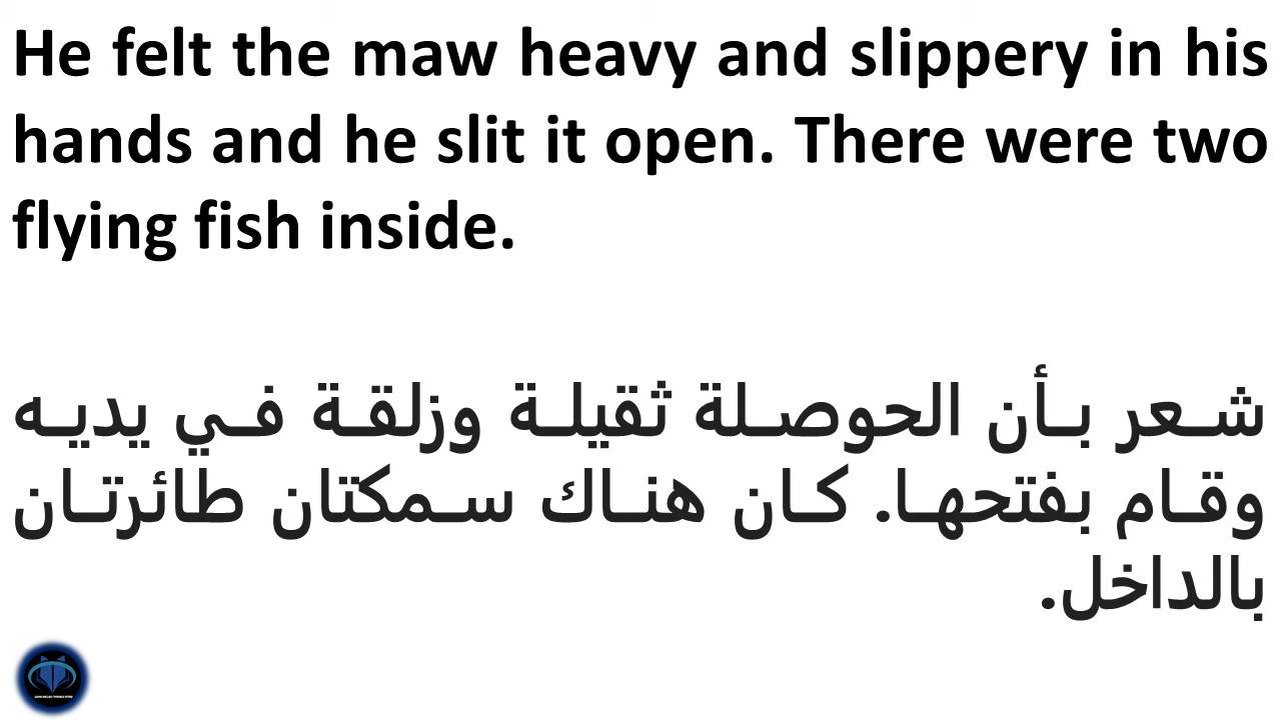 He felt the maw heavy and slippery in his
hands and he slit it open. There were two
flying fish inside.
شعر بأن الحوصلة ثقيلة وزلقة في يديه
وقام بفتحها. كان هناك سمكتان طائرتان
بالداخل.